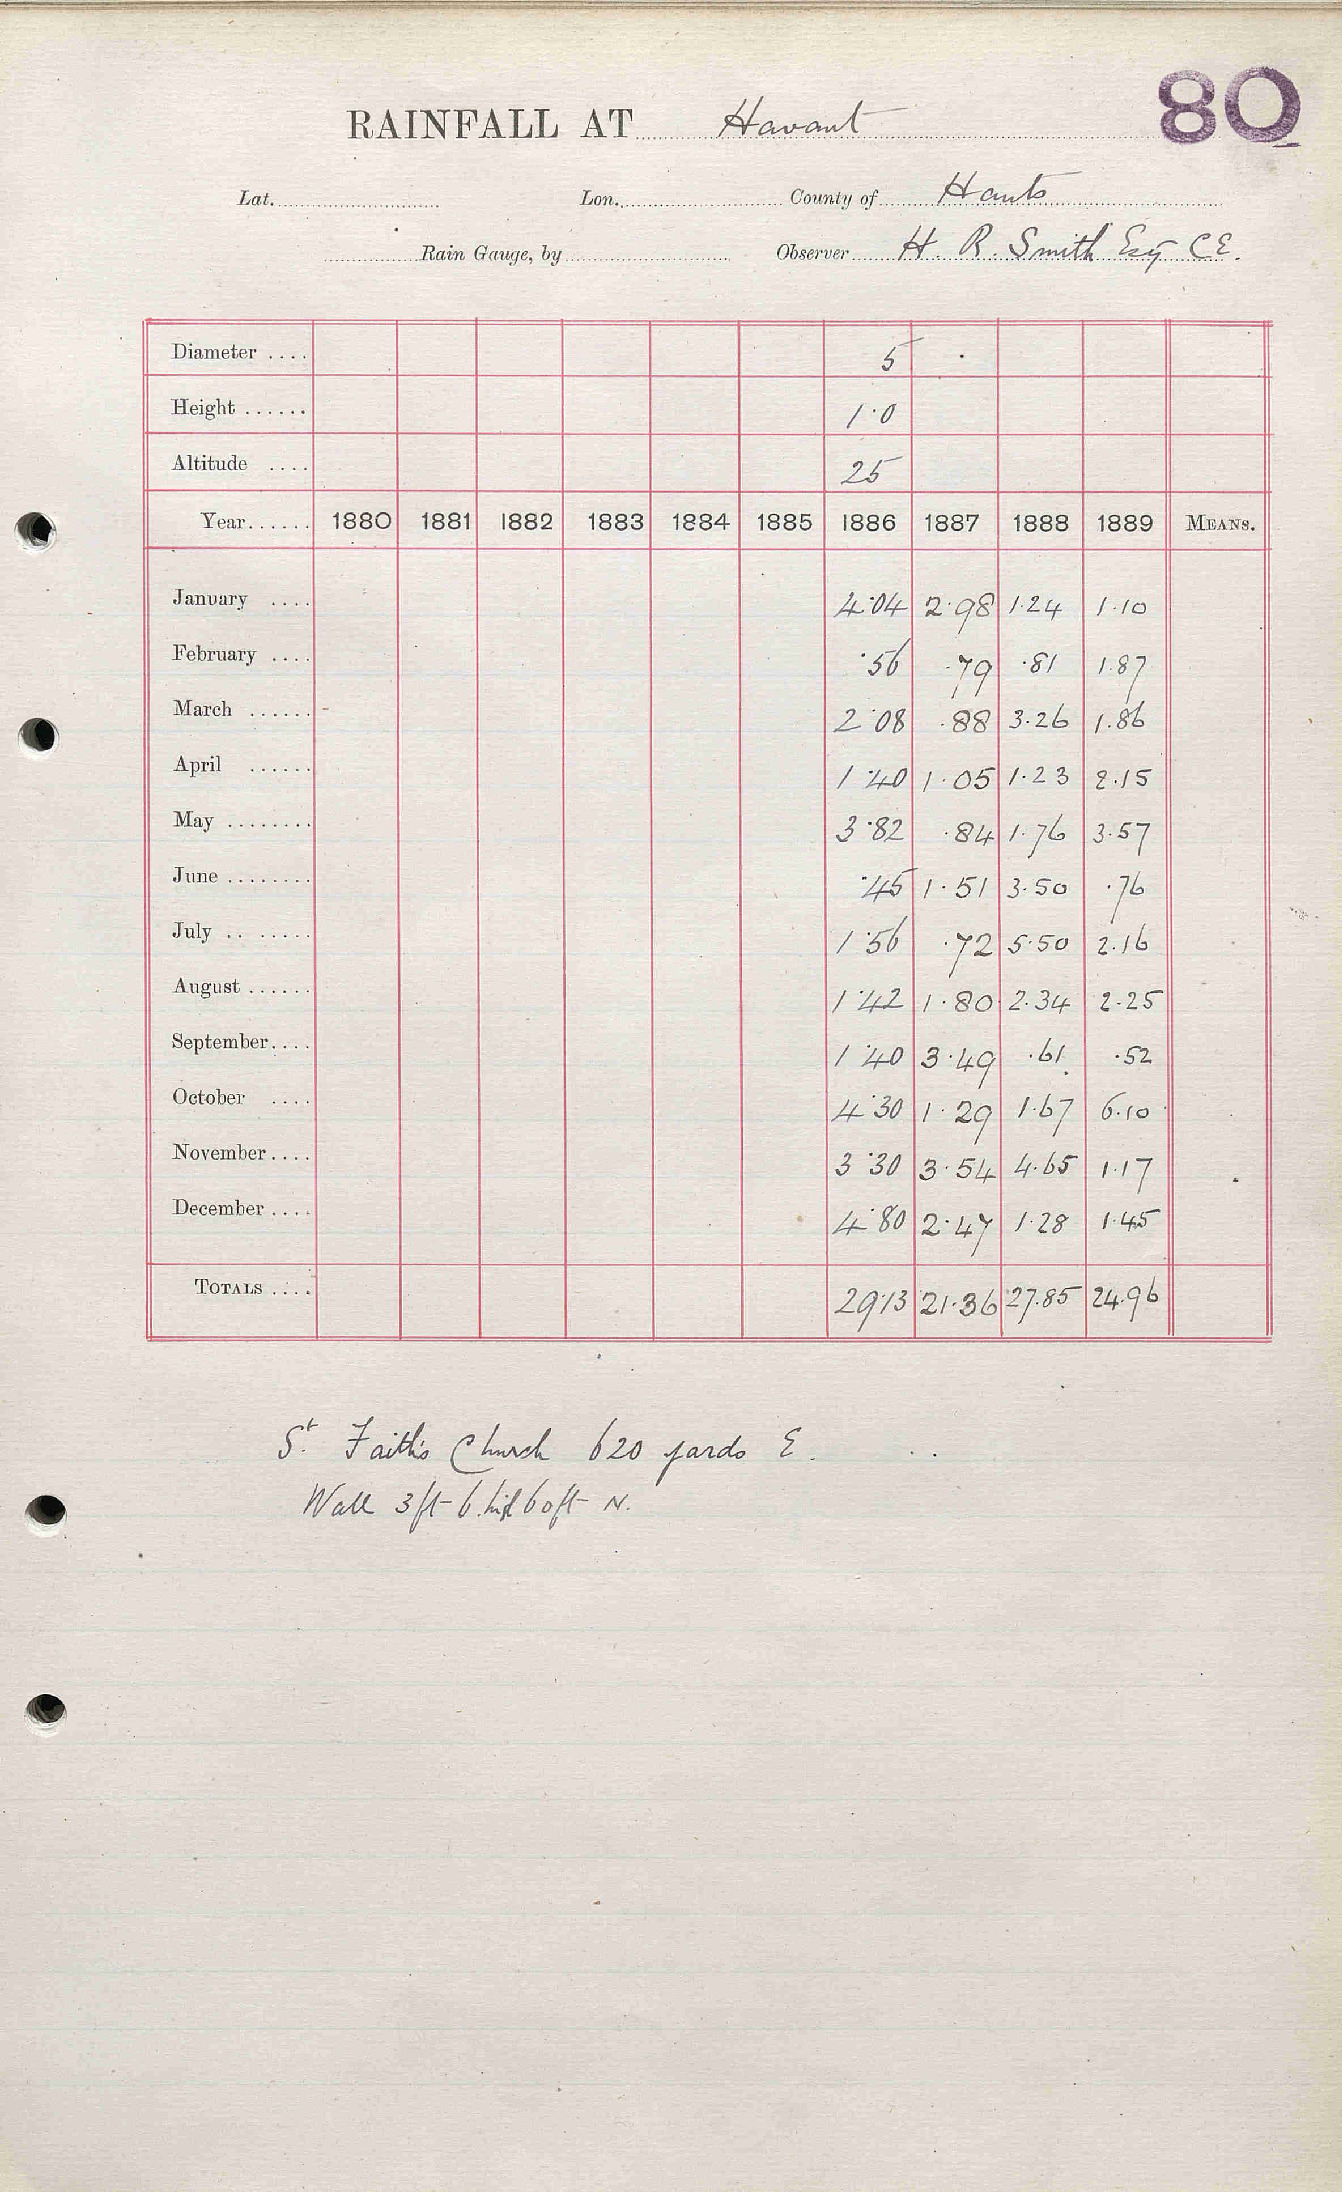 80
RAINFALL AT Havant
Lat. Lon. County of Hants
Rain Gauge, by Observer H. R. Smith Esq C E.
Diameter .... 5
Height ...... 1·0
Altitude .... 25
Year...... 1880 1881 1882 1883 1884 1885 1886 1887 1888 1889 MEANS.
January .... 4·04 2·98 1·24 1·10
February .... ·56 ·79 ·81 1·87
March ...... 2·08 ·88 3·26 1·86
April ...... 1·40 1·05 1·23 2·15
May ........ 3·82 ·84 1·76 3·57
June ........ ·45 1·51 3·50 ·76
July .. ..... 1·56 ·72 5·50 2·16
August ...... 1·42 1·80 2·34 2·25
September.... 1·40 3·49 ·61 ·52
October .... 4·30 1·29 1·67 6·10
November.... 3·30 3·54 4·65 1·17
December .... 4·80 2·47 1·28 1·45
TOTALS .... 29·13 21·36 27·85 24·96
St. Faith's Church 620 yards E.
Wall 3ft 6. high 60ft N.